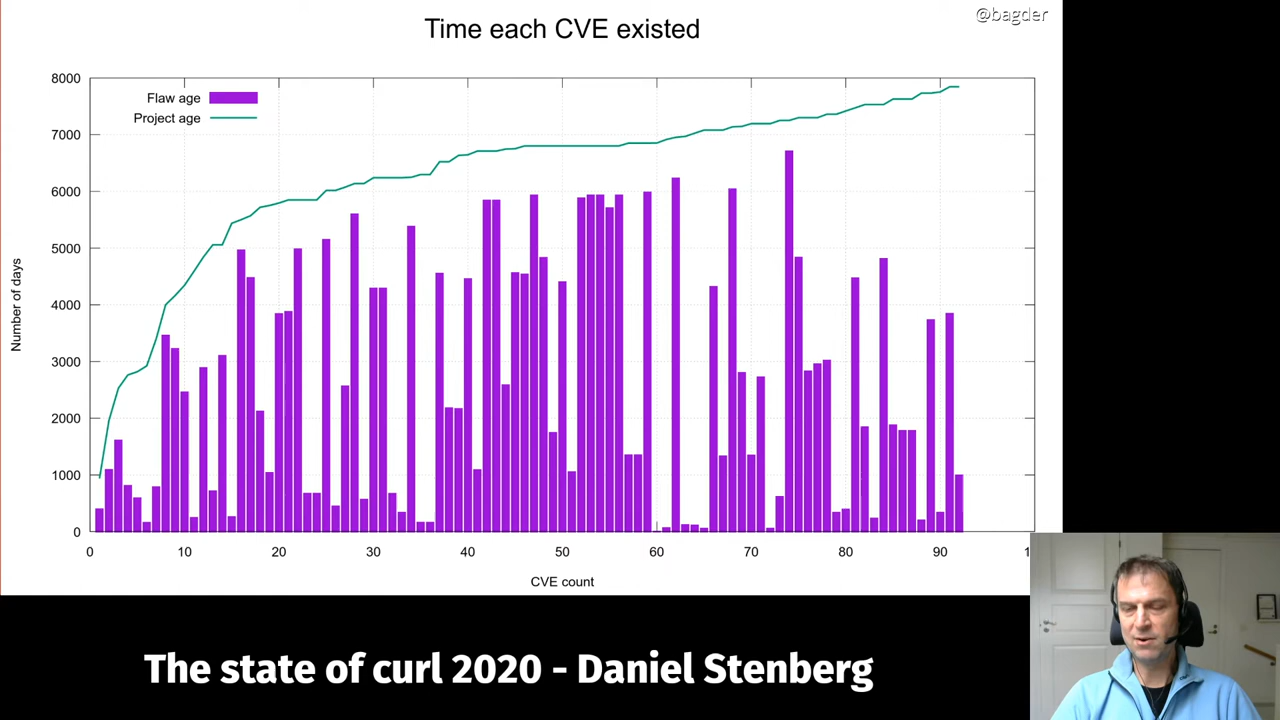 @bagder
Time each CVE existed
8000
7000
6000
5000
4000
3000
2000
1000
0
Flaw age
Project age
Number of days
0 10 20 30 40 50 60 70 80 90 1
CVE count
The state of curl 2020 - Daniel Stenberg